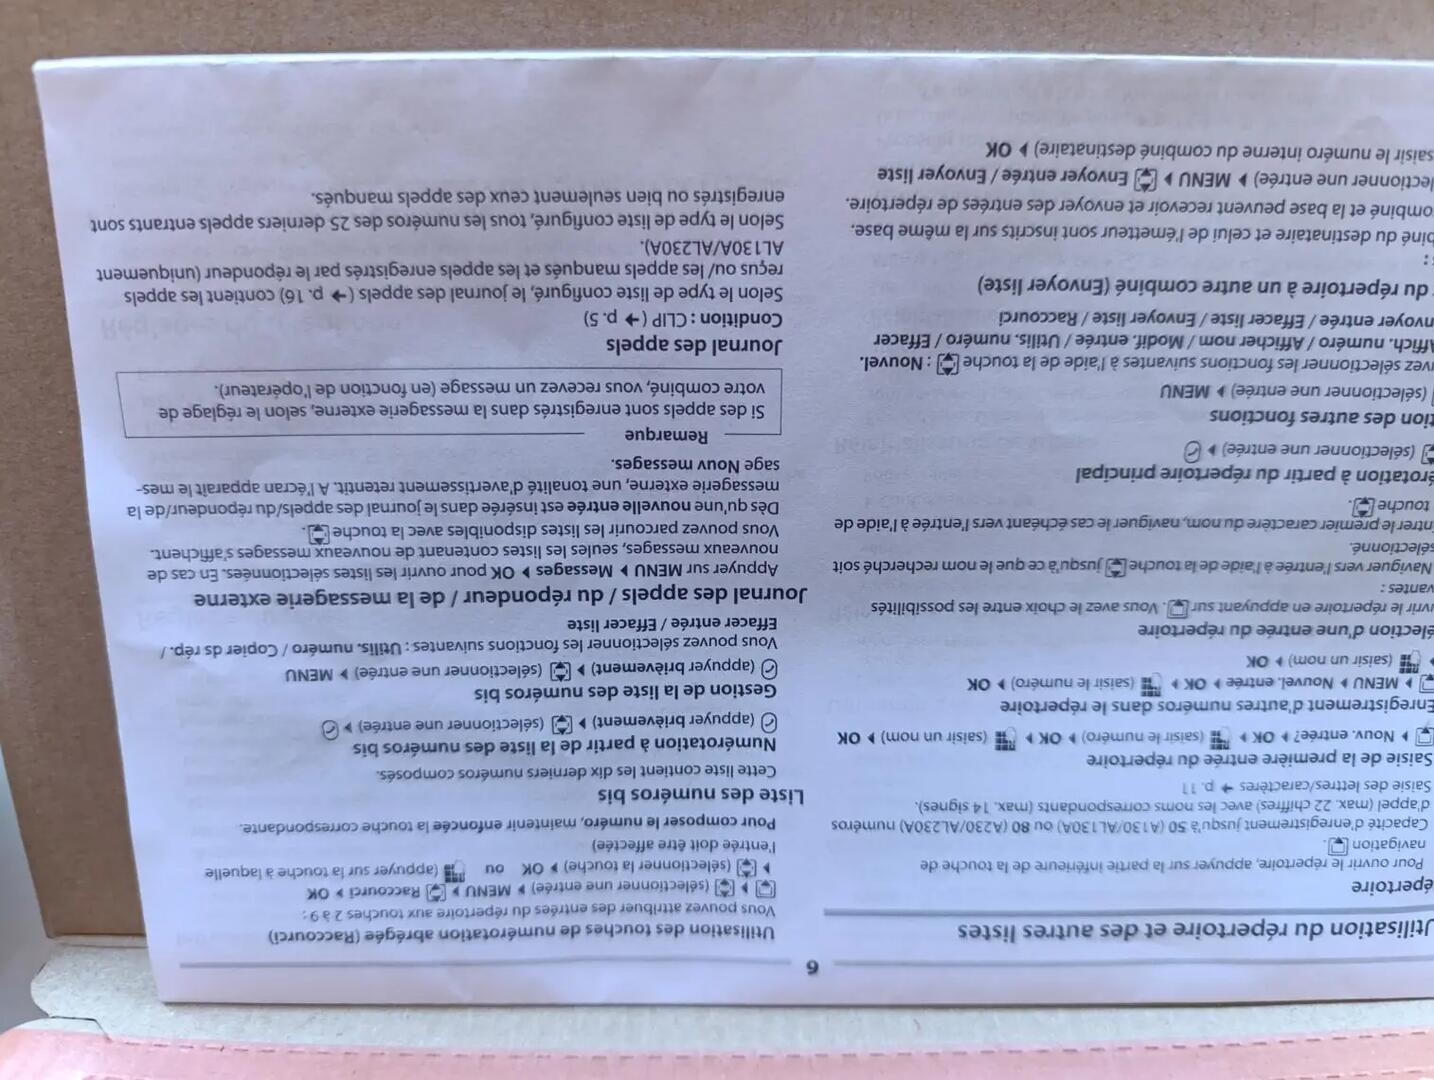 6
Utilisation du répertoire et des autres listes
épertoire
Pour ouvrir le répertoire, appuyer sur la partie inférieure de la touche de
navigation.
Capacité d'enregistrement jusqu'à 50 (A130/AL130A) ou 80 (A230/AL230A) numéros
d'appel (max. 22 chiffres) avec les noms correspondants (max. 14 signes).
Saisie des lettres/caractères ➔ p. 11
Saisie de la première entrée du répertoire
▶ Nouv. entrée? ▶ OK ▶ (saisir le numéro) ▶ OK ▶ (saisir un nom) ▶ OK
Enregistrement d'autres numéros dans le répertoire
▶ MENU ▶ Nouvel. entrée ▶ OK ▶ (saisir le numéro) ▶ OK
▶ (saisir un nom) ▶ OK
élection d'une entrée du répertoire
uvrir le répertoire en appuyant sur . Vous avez le choix entre les possibilités
vantes :
Naviguer vers l'entrée à l'aide de la touche jusqu'à ce que le nom recherché soit
sélectionné.
ntrer le premier caractère du nom, naviguer le cas échéant vers l'entrée à l'aide de
touche .
érotation à partir du répertoire principal
(sélectionner une entrée) ▶
tion des autres fonctions
(sélectionner une entrée) ▶ MENU
vez sélectionner les fonctions suivantes à l'aide de la touche : Nouvel.
Affich. numéro / Afficher nom / Modif. entrée / Utilis. numéro / Effacer
nvoyer entrée / Effacer liste / Envoyer liste / Raccourci
du répertoire à un autre combiné (Envoyer liste)
:
biné du destinataire et celui de l'émetteur sont inscrits sur la même base.
ombiné et la base peuvent recevoir et envoyer des entrées de répertoire.
lectionner une entrée) ▶ MENU ▶ Envoyer entrée / Envoyer liste
saisir le numéro interne du combiné destinataire) ▶ OK
Utilisation des touches de numérotation abrégée (Raccourci)
Vous pouvez attribuer des entrées du répertoire aux touches 2 à 9 :
▶ (sélectionner une entrée) ▶ MENU ▶ Raccourci ▶ OK
▶ (sélectionner la touche) ▶ OK ou (appuyer sur la touche à laquelle
l'entrée doit être affectée)
Pour composer le numéro, maintenir enfoncée la touche correspondante.
Liste des numéros bis
Cette liste contient les dix derniers numéros composés.
Numérotation à partir de la liste des numéros bis
(appuyer brièvement) ▶ (sélectionner une entrée) ▶
Gestion de la liste des numéros bis
(appuyer brièvement) ▶ (sélectionner une entrée) ▶ MENU
Vous pouvez sélectionner les fonctions suivantes : Utilis. numéro / Copier ds rép. /
Effacer entrée / Effacer liste
Journal des appels / du répondeur / de la messagerie externe
Appuyer sur MENU ▶ Messages ▶ OK pour ouvrir les listes sélectionnées. En cas de
nouveaux messages, seules les listes contenant de nouveaux messages s'affichent.
Vous pouvez parcourir les listes disponibles avec la touche .
Dès qu'une nouvelle entrée est insérée dans le journal des appels/du répondeur/de la
messagerie externe, une tonalité d'avertissement retentit. A l'écran apparaît le mes-
sage Nouv messages.
Remarque
Si des appels sont enregistrés dans la messagerie externe, selon le réglage de
votre combiné, vous recevez un message (en fonction de l'opérateur).
Journal des appels
Condition : CLIP (➔ p. 5)
Selon le type de liste configuré, le journal des appels (➔ p. 16) contient les appels
reçus ou/ les appels manqués et les appels enregistrés par le répondeur (uniquement
AL130A/AL230A).
Selon le type de liste configuré, tous les numéros des 25 derniers appels entrants sont
enregistrés ou bien seulement ceux des appels manqués.